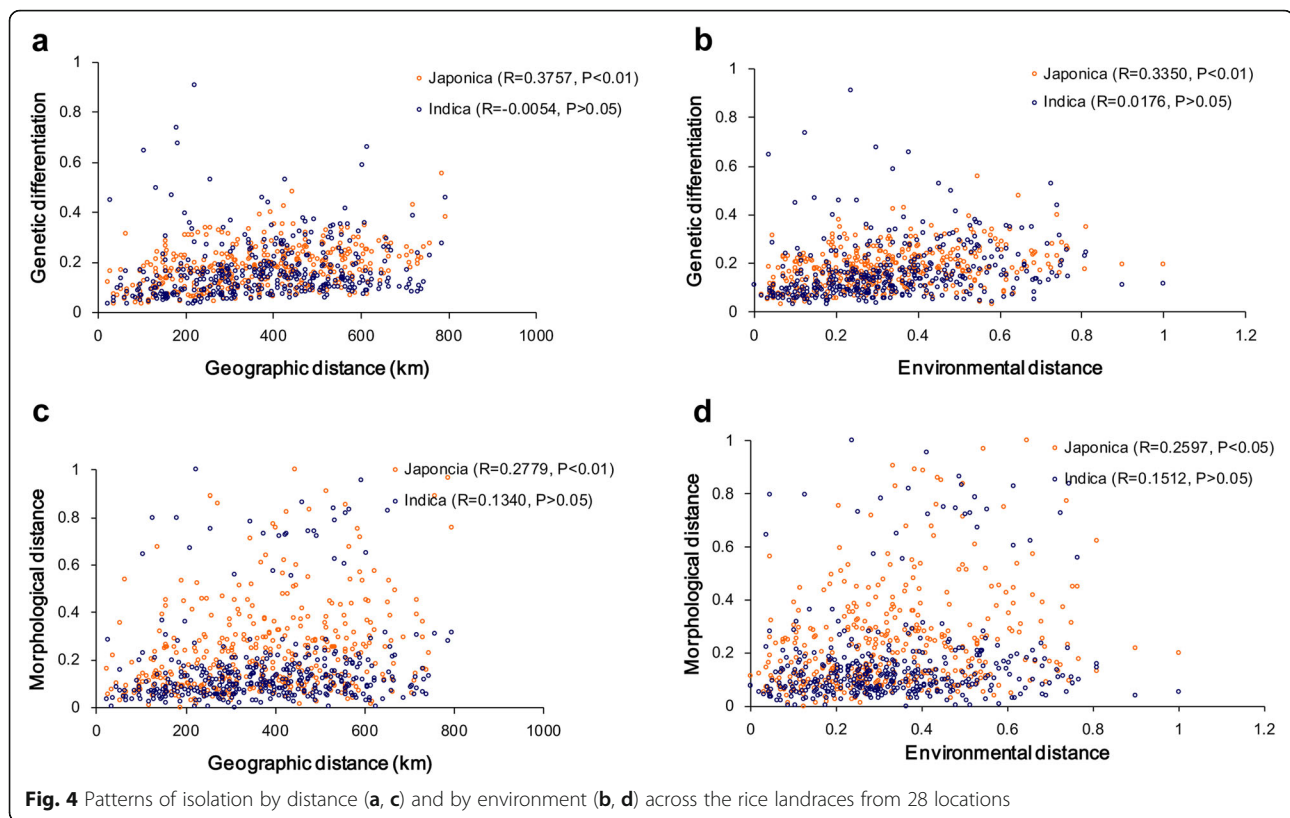 a
1
0.8
0.6
0.4
0.2
0
Genetic differentiation
Japonica (R=0.3757, P<0.01)
Indica (R=-0.0054, P>0.05)
0 200 400 600 800 1000
Geographic distance (km)
b
1
0.8
0.6
0.4
0.2
0
Genetic differentiation
Japonica (R=0.3350, P<0.01)
Indica (R=0.0176, P>0.05)
0 0.2 0.4 0.6 0.8 1 1.2
Environmental distance
c
1
0.8
0.6
0.4
0.2
0
Morphological distance
Japoncia (R=0.2779, P<0.01)
Indica (R=0.1340, P>0.05)
0 200 400 600 800 1000
Geographic distance (km)
d
1
0.8
0.6
0.4
0.2
0
Morphological distance
Japonica (R=0.2597, P<0.05)
Indica (R=0.1512, P>0.05)
0 0.2 0.4 0.6 0.8 1 1.2
Environmental distance
Fig. 4 Patterns of isolation by distance (a, c) and by environment (b, d) across the rice landraces from 28 locations